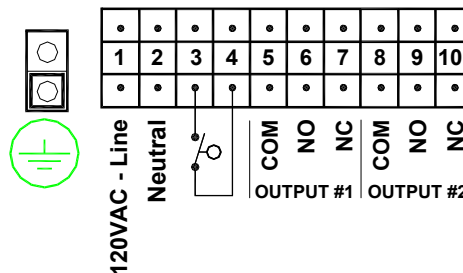 1 2 3 4 5 6 7 8 9 10
120VAC - Line
Neutral
COM
NO
NC
COM
NO
NC
OUTPUT #1
OUTPUT #2